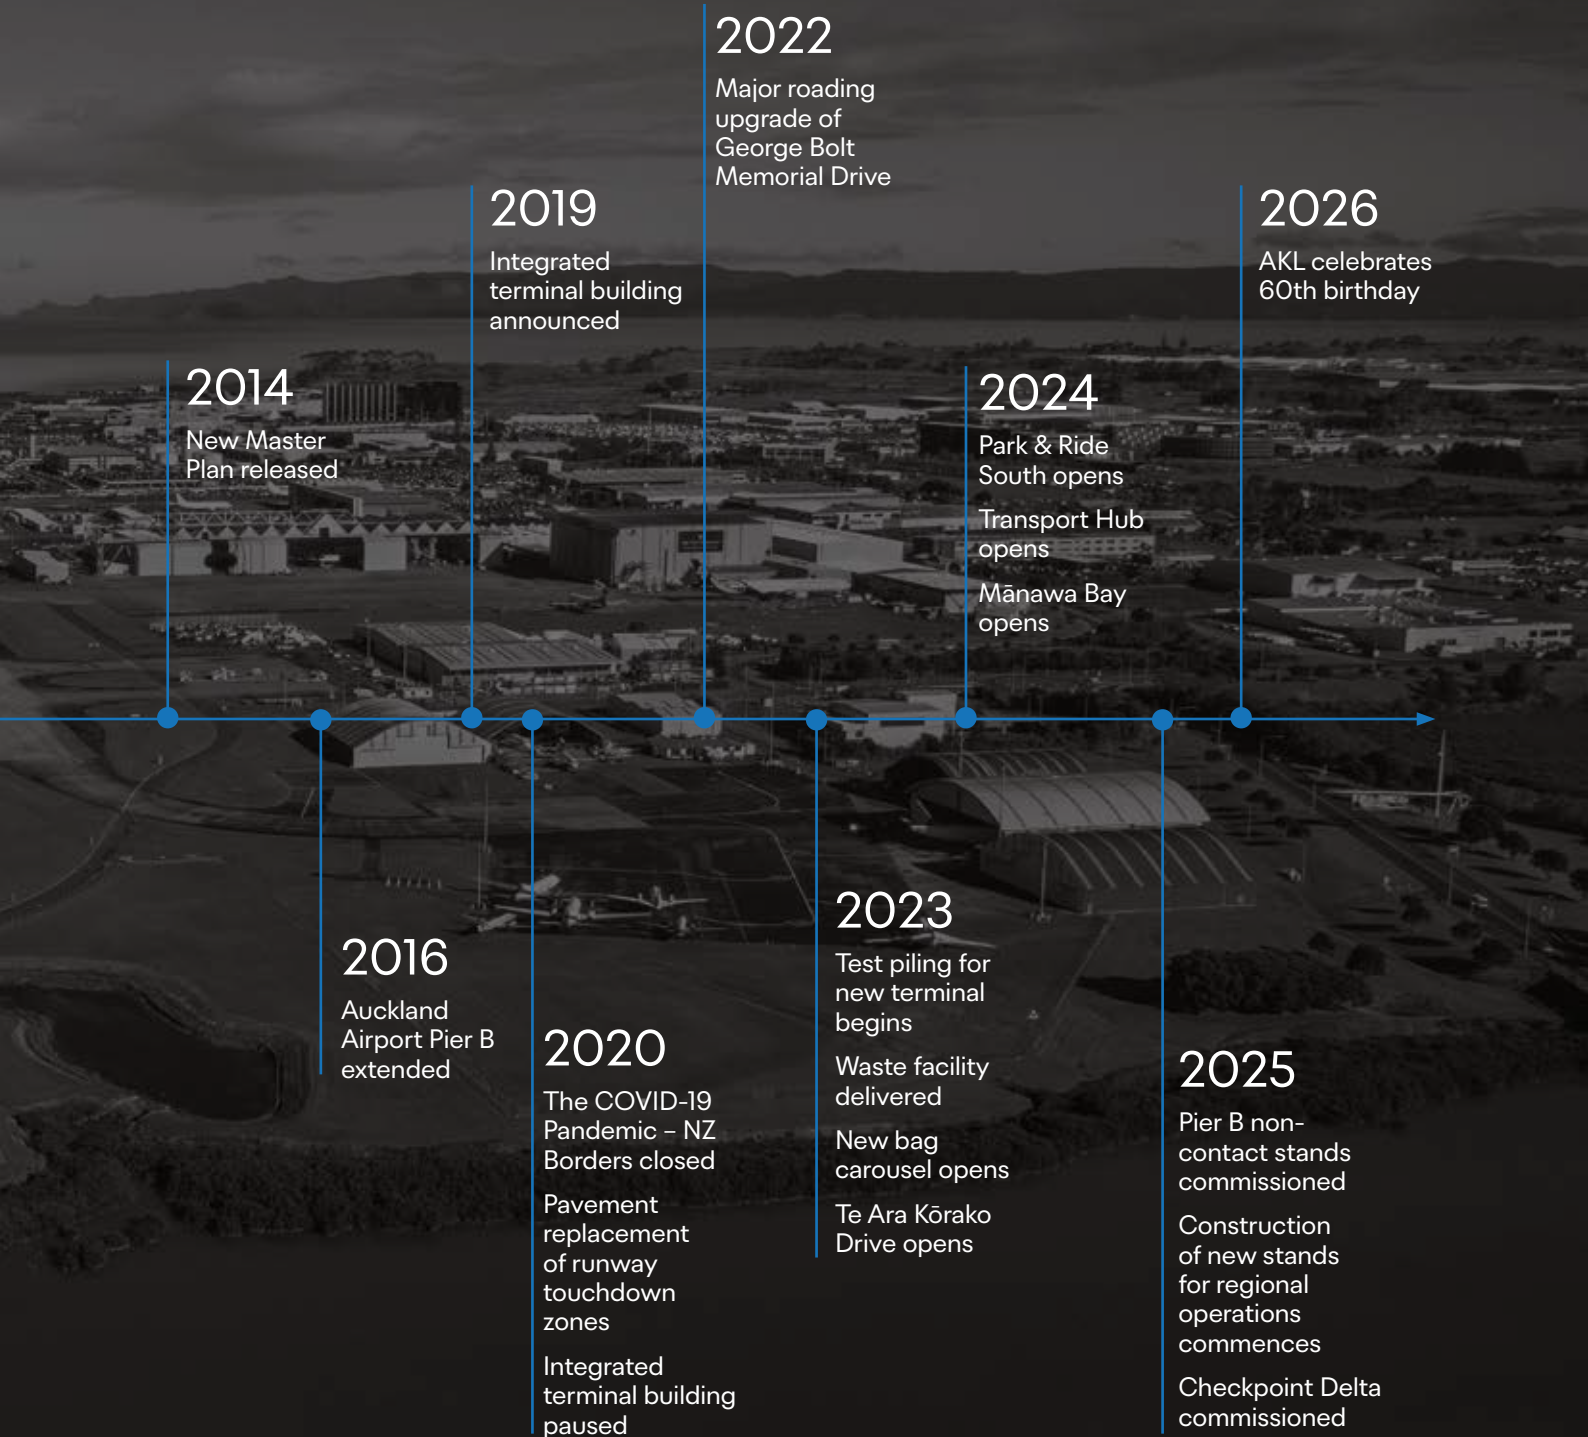 2022
Major roading
upgrade of
George Bolt
Memorial Drive
2019
Integrated
terminal building
announced
2026
AKL celebrates
60th birthday
2014
New Master
Plan released
2024
Park & Ride
South opens
Transport Hub
opens
Mānawa Bay
opens
2016
Auckland
Airport Pier B
extended
2020
The COVID-19
Pandemic – NZ
Borders closed
Pavement
replacement
of runway
touchdown
zones
Integrated
terminal building
paused
2023
Test piling for
new terminal
begins
Waste facility
delivered
New bag
carousel opens
Te Ara Kōrako
Drive opens
2025
Pier B non-
contact stands
commissioned
Construction
of new stands
for regional
operations
commences
Checkpoint Delta
commissioned